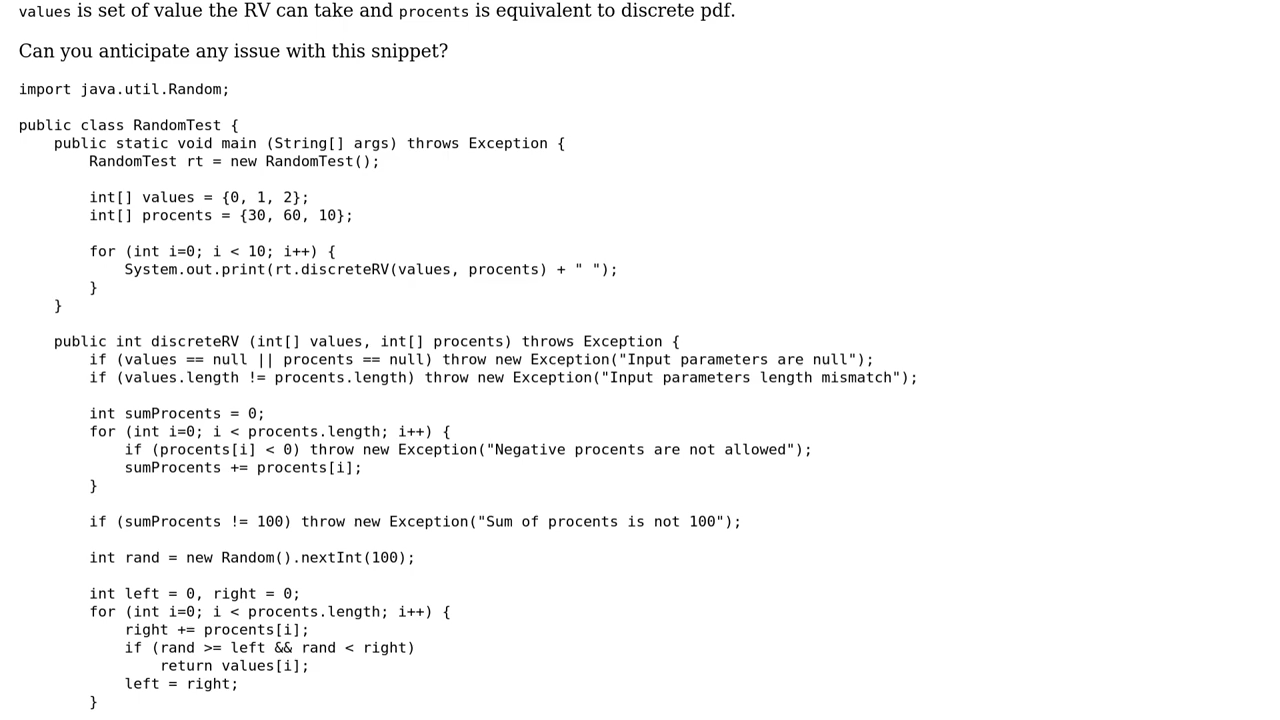 values is set of value the RV can take and procents is equivalent to discrete pdf.
Can you anticipate any issue with this snippet?
import java.util.Random;
public class RandomTest {
    public static void main (String[] args) throws Exception {
        RandomTest rt = new RandomTest();
        int[] values = {0, 1, 2};
        int[] procents = {30, 60, 10};
        for (int i=0; i < 10; i++) {
            System.out.print(rt.discreteRV(values, procents) + " ");
        }
    }
    public int discreteRV (int[] values, int[] procents) throws Exception {
        if (values == null || procents == null) throw new Exception("Input parameters are null");
        if (values.length != procents.length) throw new Exception("Input parameters length mismatch");
        int sumProcents = 0;
        for (int i=0; i < procents.length; i++) {
            if (procents[i] < 0) throw new Exception("Negative procents are not allowed");
            sumProcents += procents[i];
        }
        if (sumProcents != 100) throw new Exception("Sum of procents is not 100");
        int rand = new Random().nextInt(100);
        int left = 0, right = 0;
        for (int i=0; i < procents.length; i++) {
            right += procents[i];
            if (rand >= left && rand < right)
                return values[i];
            left = right;
        }